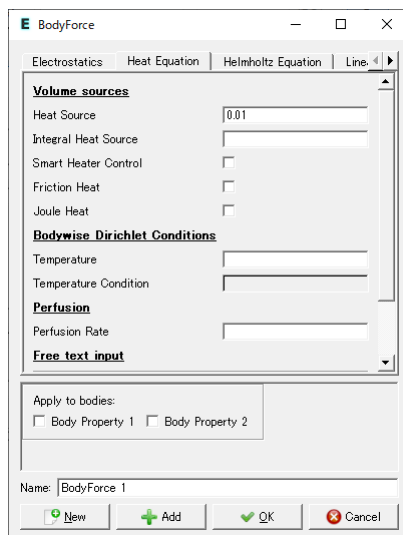 BodyForce
Electrostatics Heat Equation Helmholtz Equation Line
Volume sources
Heat Source 0.01
Integral Heat Source
Smart Heater Control
Friction Heat
Joule Heat
Bodywise Dirichlet Conditions
Temperature
Temperature Condition
Perfusion
Perfusion Rate
Free text input
Apply to bodies:
Body Property 1 Body Property 2
Name: BodyForce 1
New Add OK Cancel